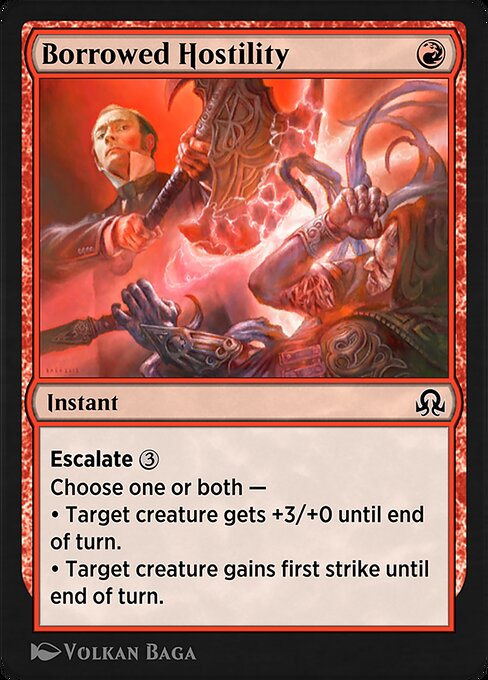 Borrowed Hostility
Instant
Escalate ③
Choose one or both —
• Target creature gets +3/+0 until end
of turn.
• Target creature gains first strike until
end of turn.
Volkan Baga